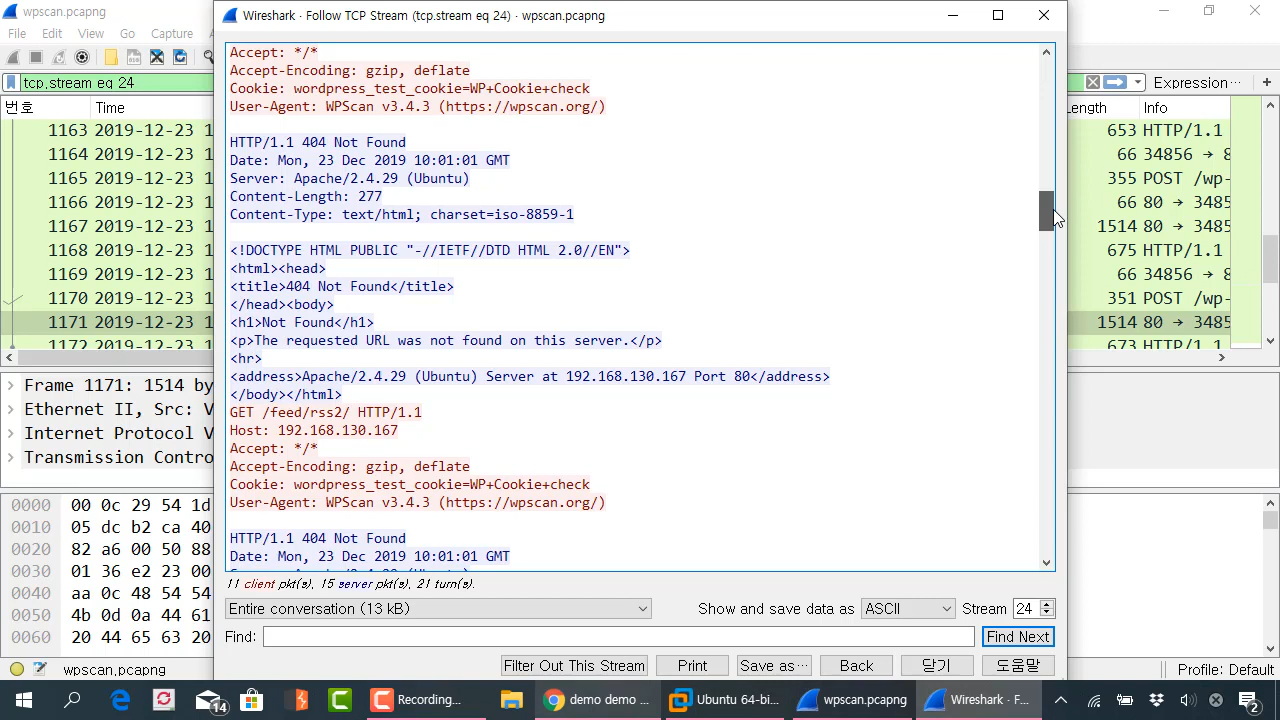 wpscan.pcapng
Wireshark · Follow TCP Stream (tcp.stream eq 24) · wpscan.pcapng
File Edit View Go Capture
tcp.stream eq 24
Expression…
번호 Time
Length Info
1163 2019-12-23 1
653 HTTP/1.1
1164 2019-12-23 1
66 34856 → 8
1165 2019-12-23 1
355 POST /wp-
1166 2019-12-23 1
66 80 → 3485
1167 2019-12-23 1
1514 80 → 3485
1168 2019-12-23 1
675 HTTP/1.1
1169 2019-12-23 1
66 34856 → 8
1170 2019-12-23 1
351 POST /wp-
1171 2019-12-23 1
1514 80 → 3485
1172 2019-12-23 1
673 HTTP/1.1
Frame 1171: 1514 by
Ethernet II, Src: V
Internet Protocol V
Transmission Contro
0000 00 0c 29 54 1d
0010 05 dc b2 ca 40
0020 82 a6 00 50 88
0030 01 36 e2 23 00
0040 aa 0c 48 54 54
0050 4b 0d 0a 44 61
0060 20 44 65 63 20
Accept: */*
Accept-Encoding: gzip, deflate
Cookie: wordpress_test_cookie=WP+Cookie+check
User-Agent: WPScan v3.4.3 (https://wpscan.org/)
HTTP/1.1 404 Not Found
Date: Mon, 23 Dec 2019 10:01:01 GMT
Server: Apache/2.4.29 (Ubuntu)
Content-Length: 277
Content-Type: text/html; charset=iso-8859-1
<!DOCTYPE HTML PUBLIC "-//IETF//DTD HTML 2.0//EN">
<html><head>
<title>404 Not Found</title>
</head><body>
<h1>Not Found</h1>
<p>The requested URL was not found on this server.</p>
<hr>
<address>Apache/2.4.29 (Ubuntu) Server at 192.168.130.167 Port 80</address>
</body></html>
GET /feed/rss2/ HTTP/1.1
Host: 192.168.130.167
Accept: */*
Accept-Encoding: gzip, deflate
Cookie: wordpress_test_cookie=WP+Cookie+check
User-Agent: WPScan v3.4.3 (https://wpscan.org/)
HTTP/1.1 404 Not Found
Date: Mon, 23 Dec 2019 10:01:01 GMT
Server: Apache/2.4.29 (Ubuntu)
11 client pkt(s), 15 server pkt(s), 21 turn(s).
Entire conversation (13 kB)
Show and save data as ASCII Stream 24
Find:
Find Next
Filter Out This Stream Print Save as… Back 닫기 도움말
wpscan.pcapng
Profile: Default
14 Recording... demo demo ... Ubuntu 64-bi... wpscan.pcapng Wireshark · F... 2